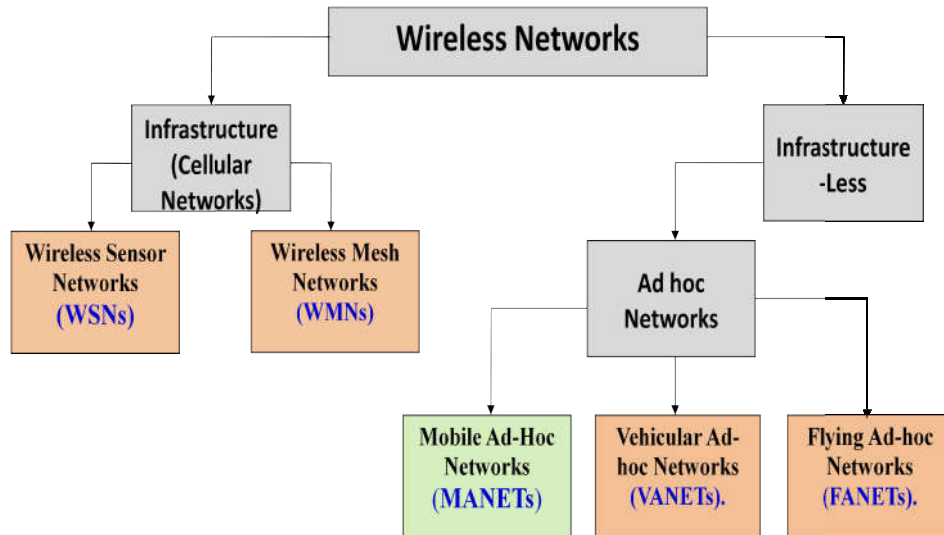 Wireless Networks
Infrastructure
(Cellular
Networks)
Infrastructure
-Less
Wireless Sensor
Networks
(WSNs)
Wireless Mesh
Networks
(WMNs)
Ad hoc
Networks
Mobile Ad-Hoc
Networks
(MANETs)
Vehicular Ad-
hoc Networks
(VANETs).
Flying Ad-hoc
Networks
(FANETs).